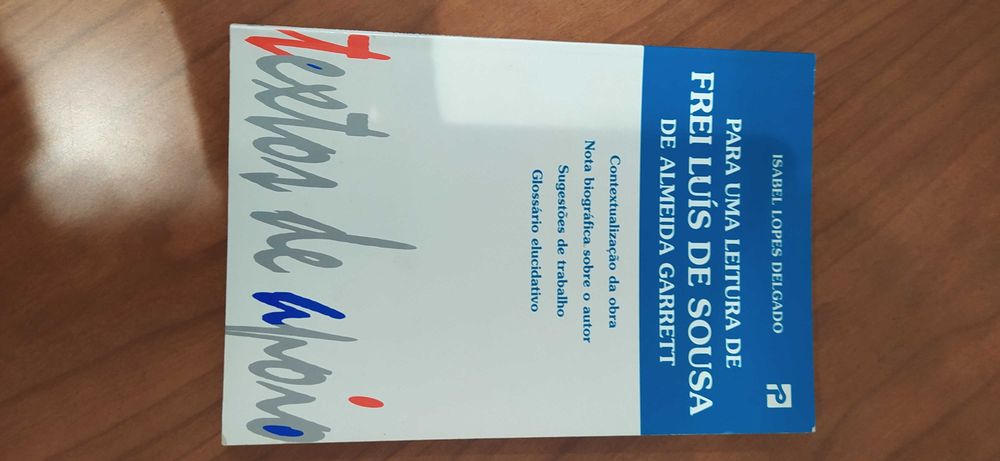 ISABEL LOPES DELGADO
PARA UMA LEITURA DE
FREI LUÍS DE SOUSA
DE ALMEIDA GARRETT
Contextualização da obra
Nota biográfica sobre o autor
Sugestões de trabalho
Glossário elucidativo
textos de apoio